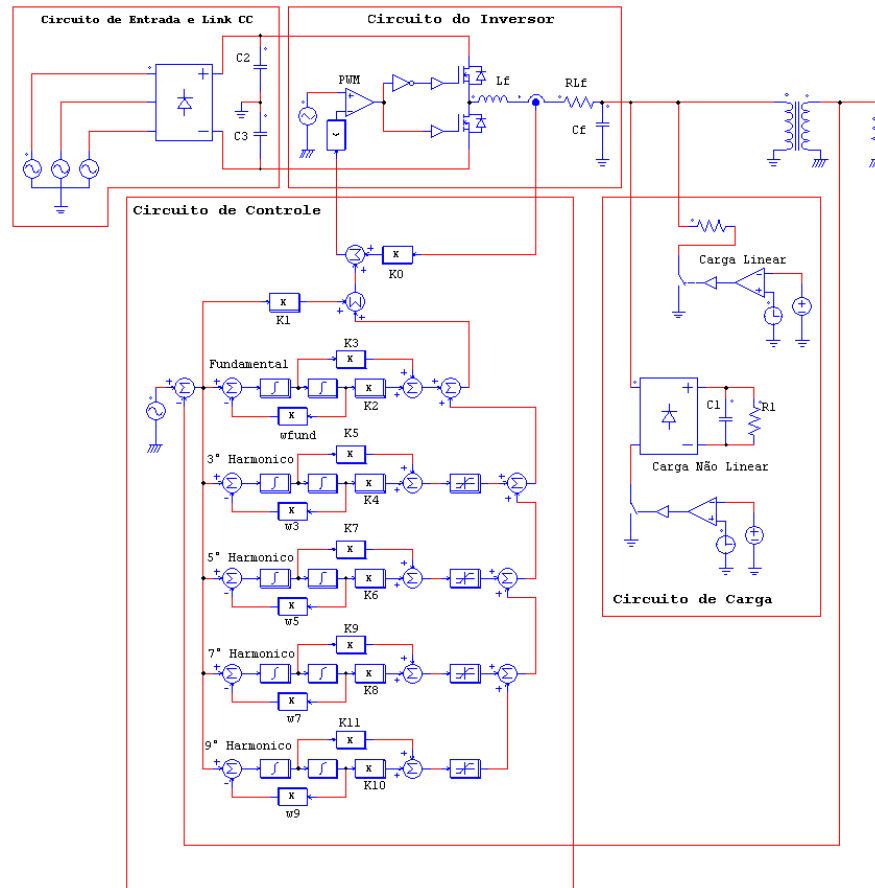 Circuito de Entrada e Link CC
Circuito do Inversor
C2
C3
PWM
Lf
RLf
Cf
Circuito de Controle
K
K0
K
K1
Carga Linear
Fundamental
K3
K
K
K2
K
wfund
C1
R1
Carga Não Linear
3° Harmonico
K5
K
K
K4
K
w3
5° Harmonico
K7
K
K
K6
K
w5
Circuito de Carga
7° Harmonico
K9
K
K
K8
K
w7
9° Harmonico
K11
K
K
K10
K
w9